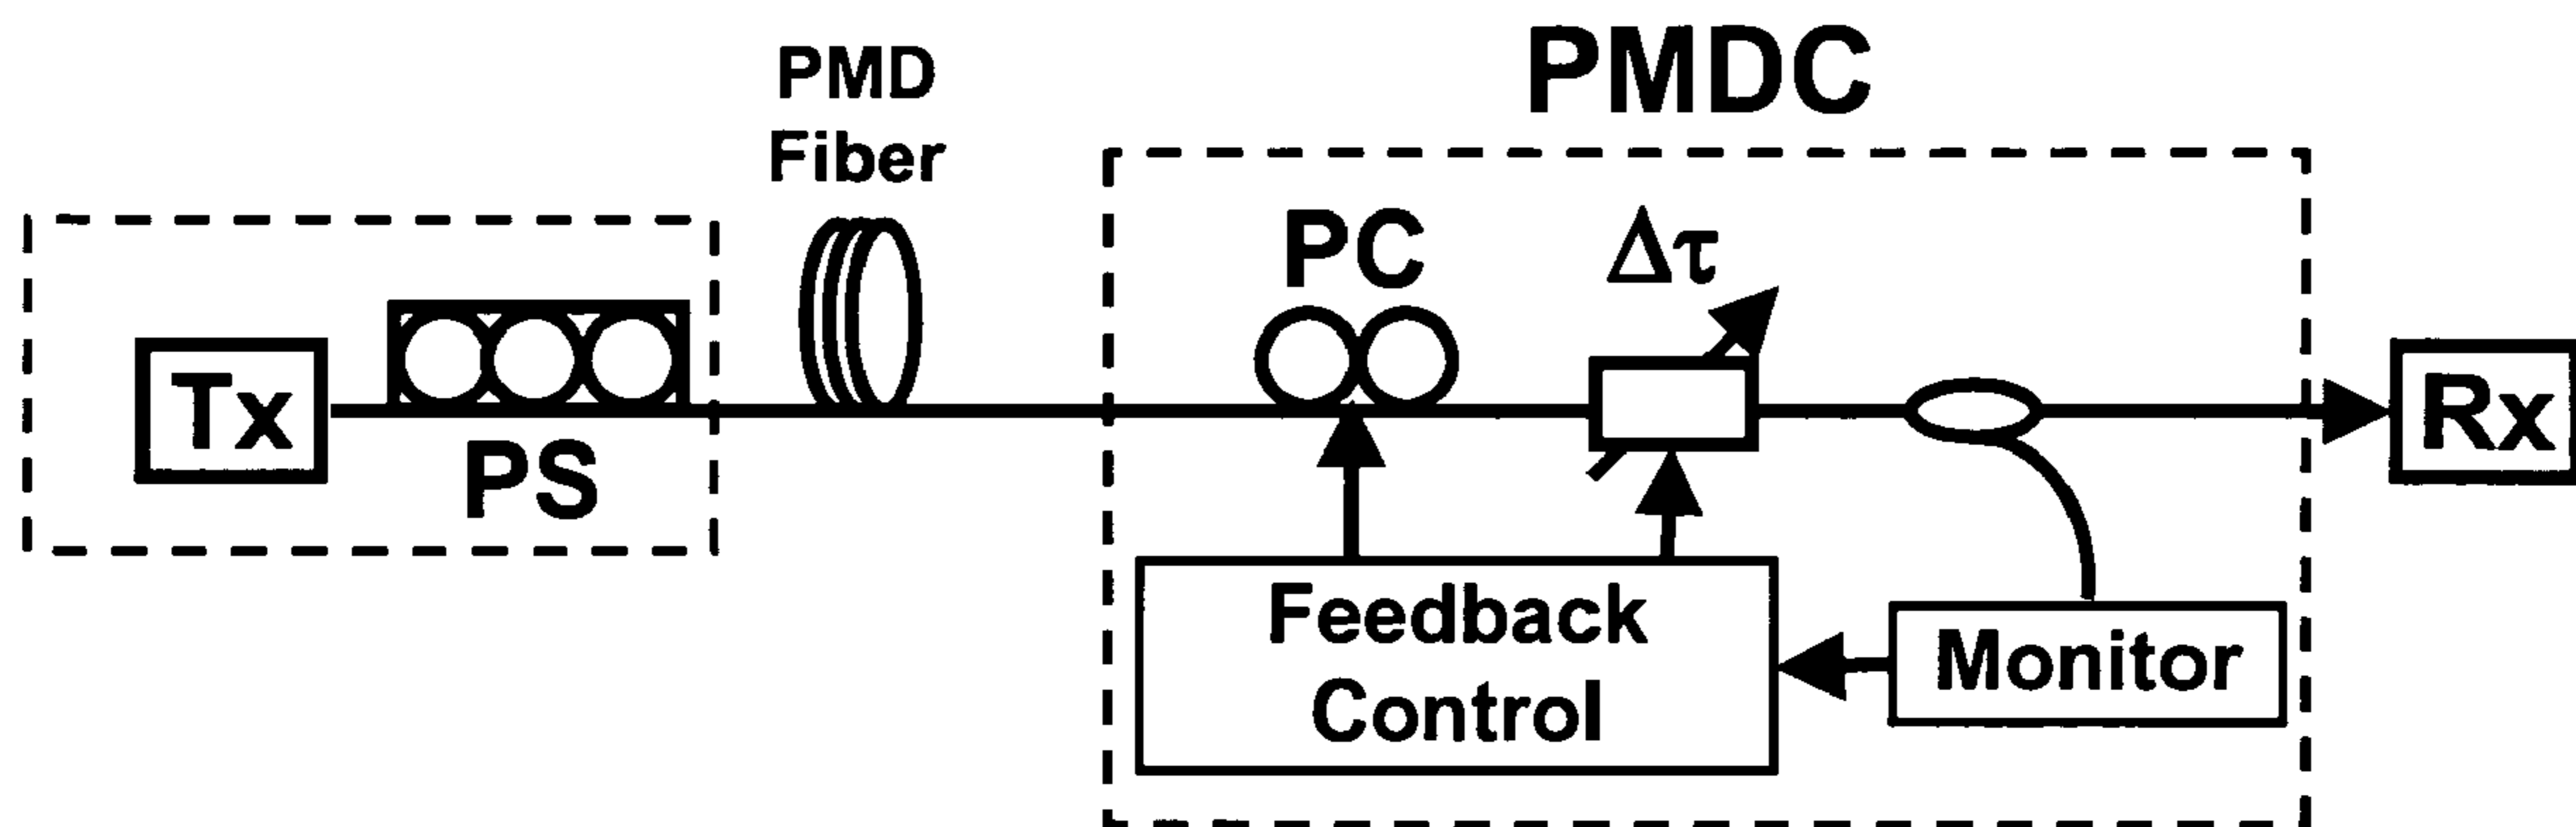 PMD
Fiber
PMDC
PC
Δτ
Tx
PS
Rx
Feedback
Control
Monitor